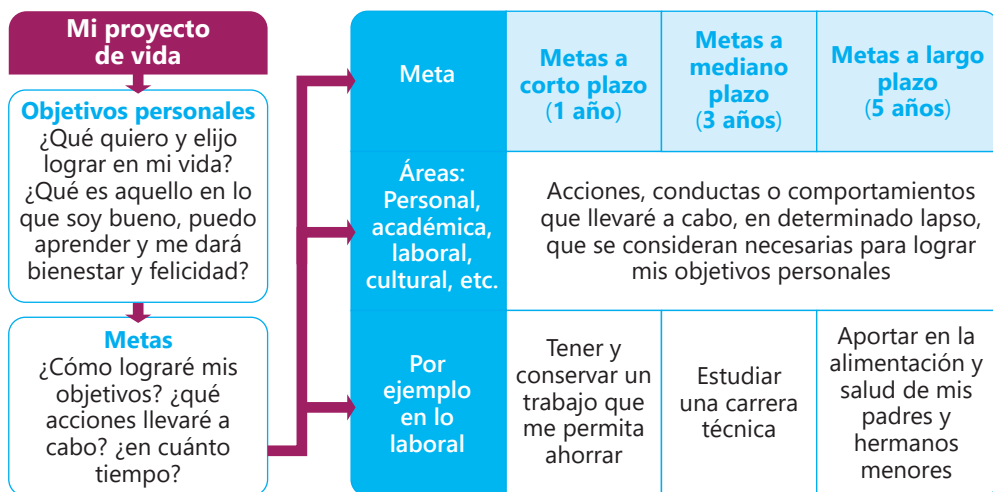 Mi proyecto
de vida
Objetivos personales
¿Qué quiero y elijo
lograr en mi vida?
¿Qué es aquello en lo
que soy bueno, puedo
aprender y me dará
bienestar y felicidad?
Metas
¿Cómo lograré mis
objetivos? ¿qué
acciones llevaré a
cabo? ¿en cuánto
tiempo?
Meta
Metas a
corto plazo
(1 año)
Metas a
mediano
plazo
(3 años)
Metas a largo
plazo
(5 años)
Áreas:
Personal,
académica,
laboral,
cultural, etc.
Acciones, conductas o comportamientos
que llevaré a cabo, en determinado lapso,
que se consideran necesarias para lograr
mis objetivos personales
Por
ejemplo
en lo
laboral
Tener y
conservar un
trabajo que
me permita
ahorrar
Estudiar
una carrera
técnica
Aportar en la
alimentación y
salud de mis
padres y
hermanos
menores